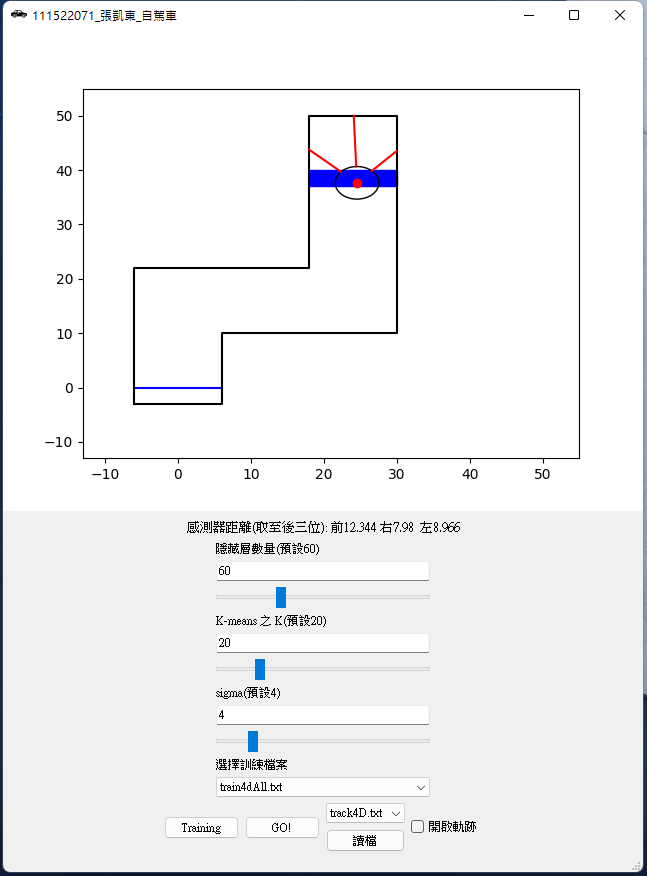 111522071_張凱東_自駕車
50
40
30
20
10
0
−10
−10 0 10 20 30 40 50
感測器距離(取至後三位): 前12.344 右7.98 左8.966
隱藏層數量(預設60)
60
K-means 之 K(預設20)
20
sigma(預設4)
4
選擇訓練檔案
train4dAll.txt
Training GO! track4D.txt 開啟軌跡
讀檔